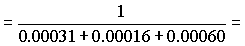 = 1 / (0.00031 + 0.00016 + 0.00060) =